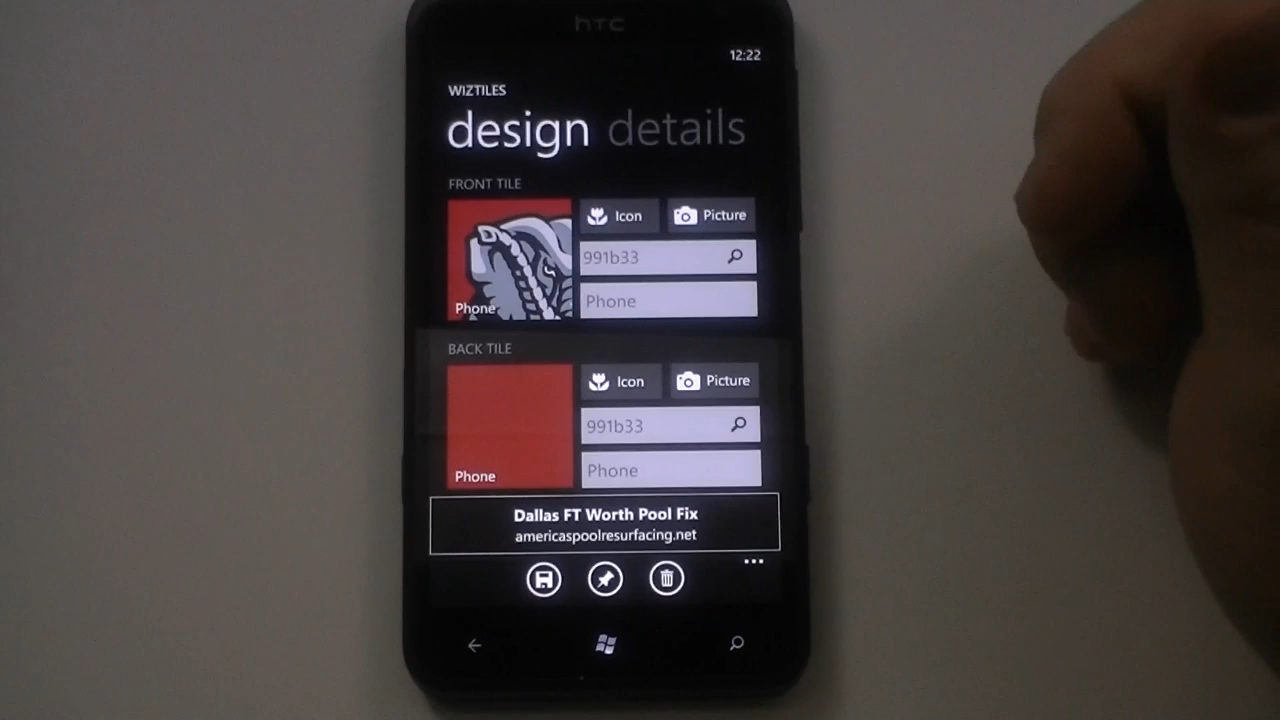 hTC
12:22
WIZTILES
design details
FRONT TILE
Icon
Picture
991b33
Phone
Phone
BACK TILE
Icon
Picture
991b33
Phone
Phone
Dallas FT Worth Pool Fix
americaspoolresurfacing.net